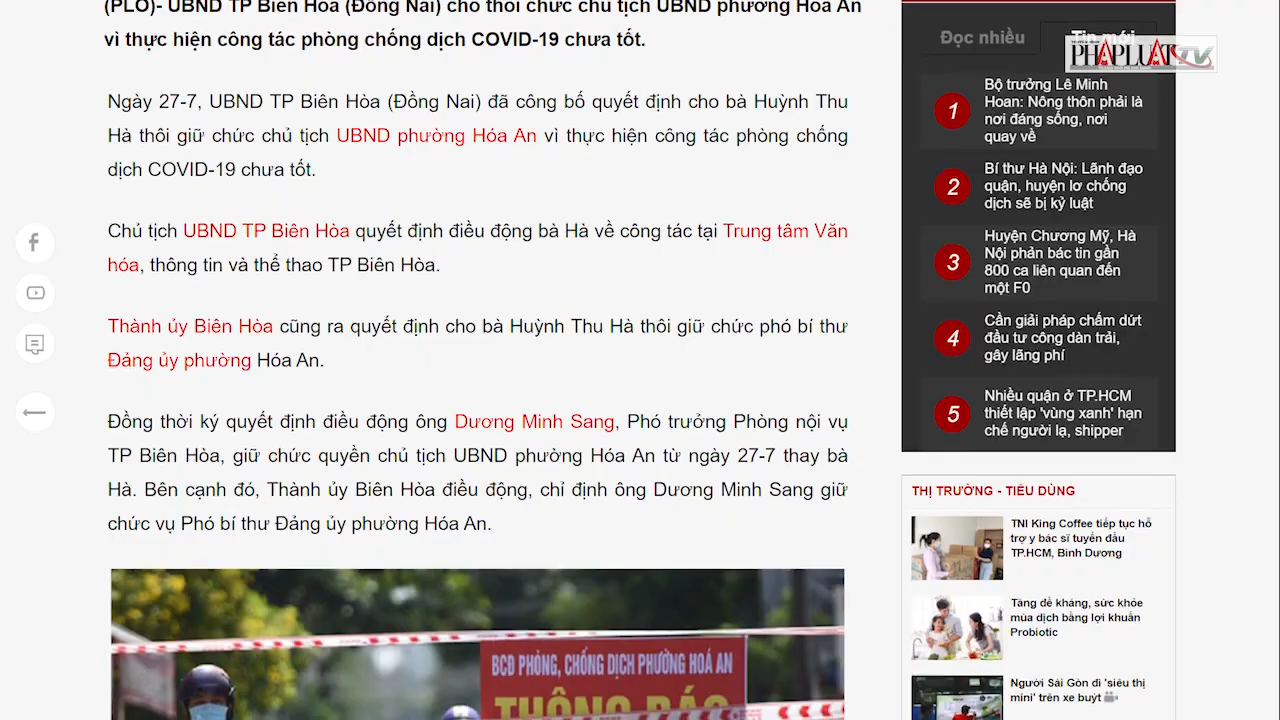 (PLO)- UBND TP Biên Hòa (Đồng Nai) cho thôi chức chủ tịch UBND phường Hóa An
vì thực hiện công tác phòng chống dịch COVID-19 chưa tốt.
Ngày 27-7, UBND TP Biên Hòa (Đồng Nai) đã công bố quyết định cho bà Huỳnh Thu
Hà thôi giữ chức chủ tịch UBND phường Hóa An vì thực hiện công tác phòng chống
dịch COVID-19 chưa tốt.
Chủ tịch UBND TP Biên Hòa quyết định điều động bà Hà về công tác tại Trung tâm Văn
hóa, thông tin và thể thao TP Biên Hòa.
Thành ủy Biên Hòa cũng ra quyết định cho bà Huỳnh Thu Hà thôi giữ chức phó bí thư
Đảng ủy phường Hóa An.
Đồng thời ký quyết định điều động ông Dương Minh Sang, Phó trưởng Phòng nội vụ
TP Biên Hòa, giữ chức quyền chủ tịch UBND phường Hóa An từ ngày 27-7 thay bà
Hà. Bên cạnh đó, Thành ủy Biên Hòa điều động, chỉ định ông Dương Minh Sang giữ
chức vụ Phó bí thư Đảng ủy phường Hóa An.
BCĐ PHÒNG, CHỐNG DỊCH PHƯỜNG HOÁ AN
THÔNG BÁO
Đọc nhiều
Tin mới
PHÁPLUẬT TV
1
Bộ trưởng Lê Minh
Hoan: Nông thôn phải là
nơi đáng sống, nơi
quay về
2
Bí thư Hà Nội: Lãnh đạo
quận, huyện lơ chống
dịch sẽ bị kỷ luật
3
Huyện Chương Mỹ, Hà
Nội phản bác tin gần
800 ca liên quan đến
một F0
4
Cần giải pháp chấm dứt
đầu tư công dàn trải,
gây lãng phí
5
Nhiều quận ở TP.HCM
thiết lập 'vùng xanh' hạn
chế người lạ, shipper
THỊ TRƯỜNG - TIÊU DÙNG
TNI King Coffee tiếp tục hỗ
trợ y bác sĩ tuyến đầu
TP.HCM, Bình Dương
Tăng đề kháng, sức khỏe
mùa dịch bằng lợi khuẩn
Probiotic
Người Sài Gòn đi 'siêu thị
mini' trên xe buýt